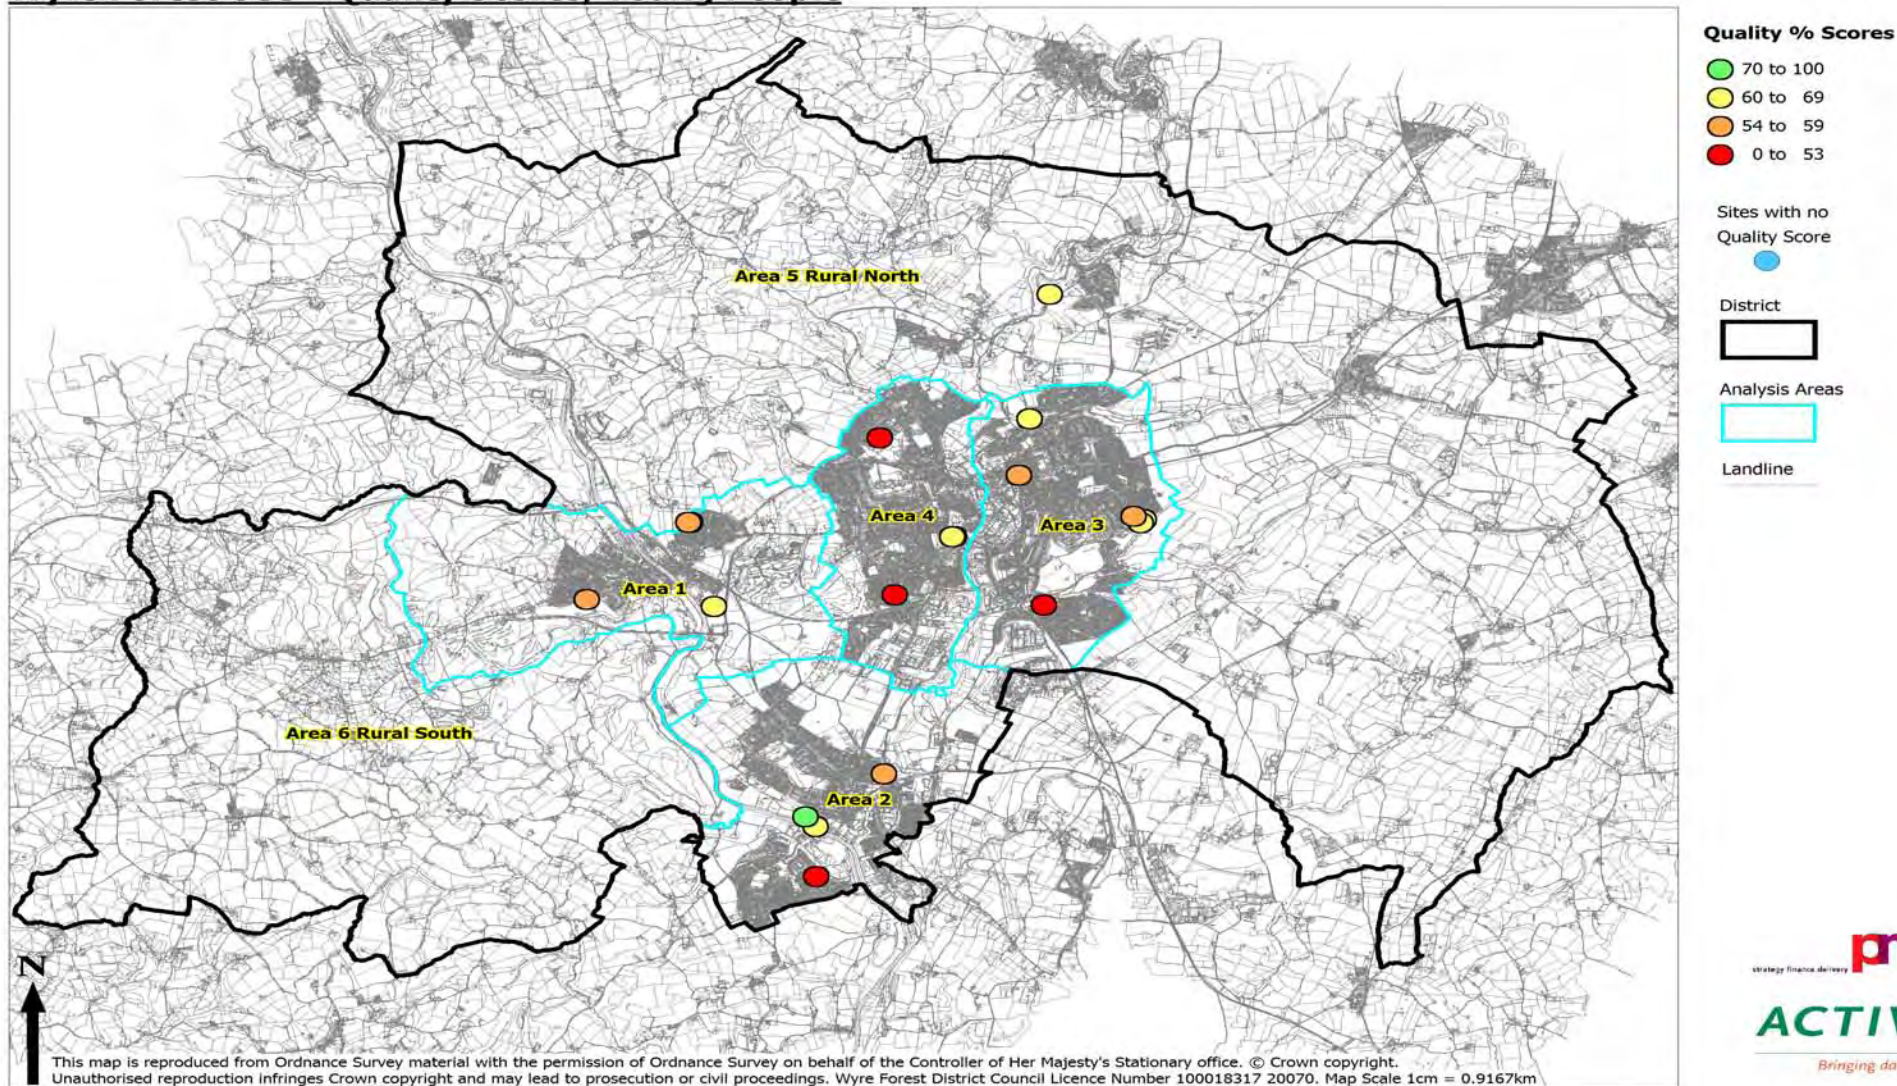 Quality % Scores
70 to 100
60 to 69
54 to 59
0 to 53
Sites with no
Quality Score
District
Analysis Areas
Landline
Area 5 Rural North
Area 4
Area 3
Area 1
Area 6 Rural South
Area 2
N
strategy finance delivery
ACTIV
Bringing
This map is reproduced from Ordnance Survey material with the permission of Ordnance Survey on behalf of the Controller of Her Majesty's Stationary office. © Crown copyright.
Unauthorised reproduction infringes Crown copyright and may lead to prosecution or civil proceedings. Wyre Forest District Council Licence Number 100018317 20070. Map Scale 1cm = 0.9167km